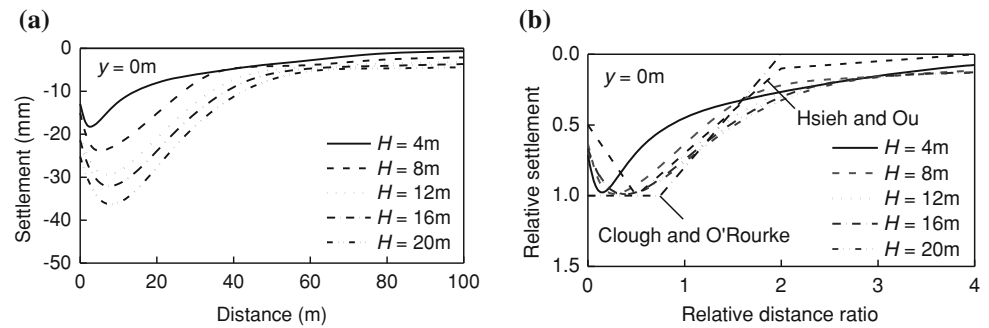 (a)
y = 0m
0
-10
-20
-30
-40
-50
Settlement (mm)
H = 4m
H = 8m
H = 12m
H = 16m
H = 20m
0 20 40 60 80 100
Distance (m)
(b)
y = 0m
0.0
0.5
1.0
1.5
Relative settlement
Hsieh and Ou
Clough and O'Rourke
H = 4m
H = 8m
H = 12m
H = 16m
H = 20m
0 1 2 3 4
Relative distance ratio